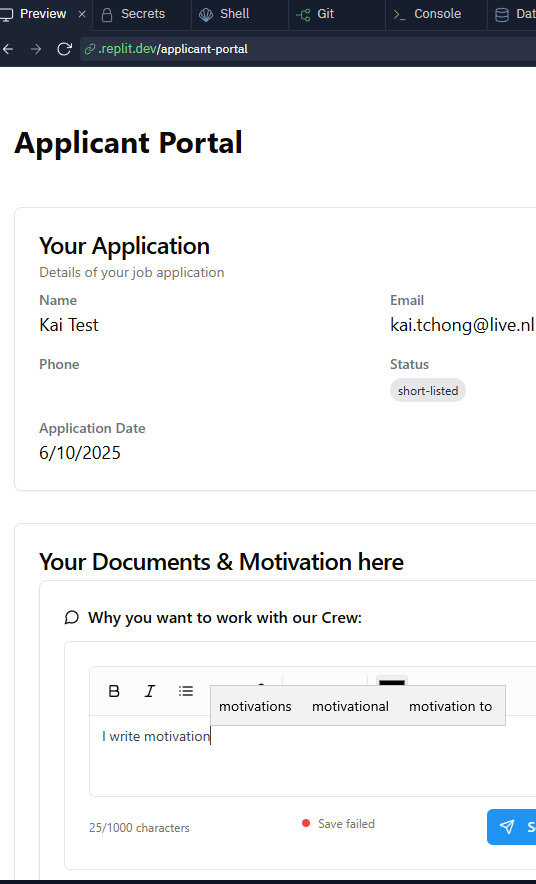 Preview × Secrets Shell Git Console Dat
.replit.dev/applicant-portal
Applicant Portal
Your Application
Details of your job application
Name Email
Kai Test kai.tchong@live.nl
Phone Status
short-listed
Application Date
6/10/2025
Your Documents & Motivation here
Why you want to work with our Crew:
B I
motivations motivational motivation to
I write motivation
25/1000 characters Save failed